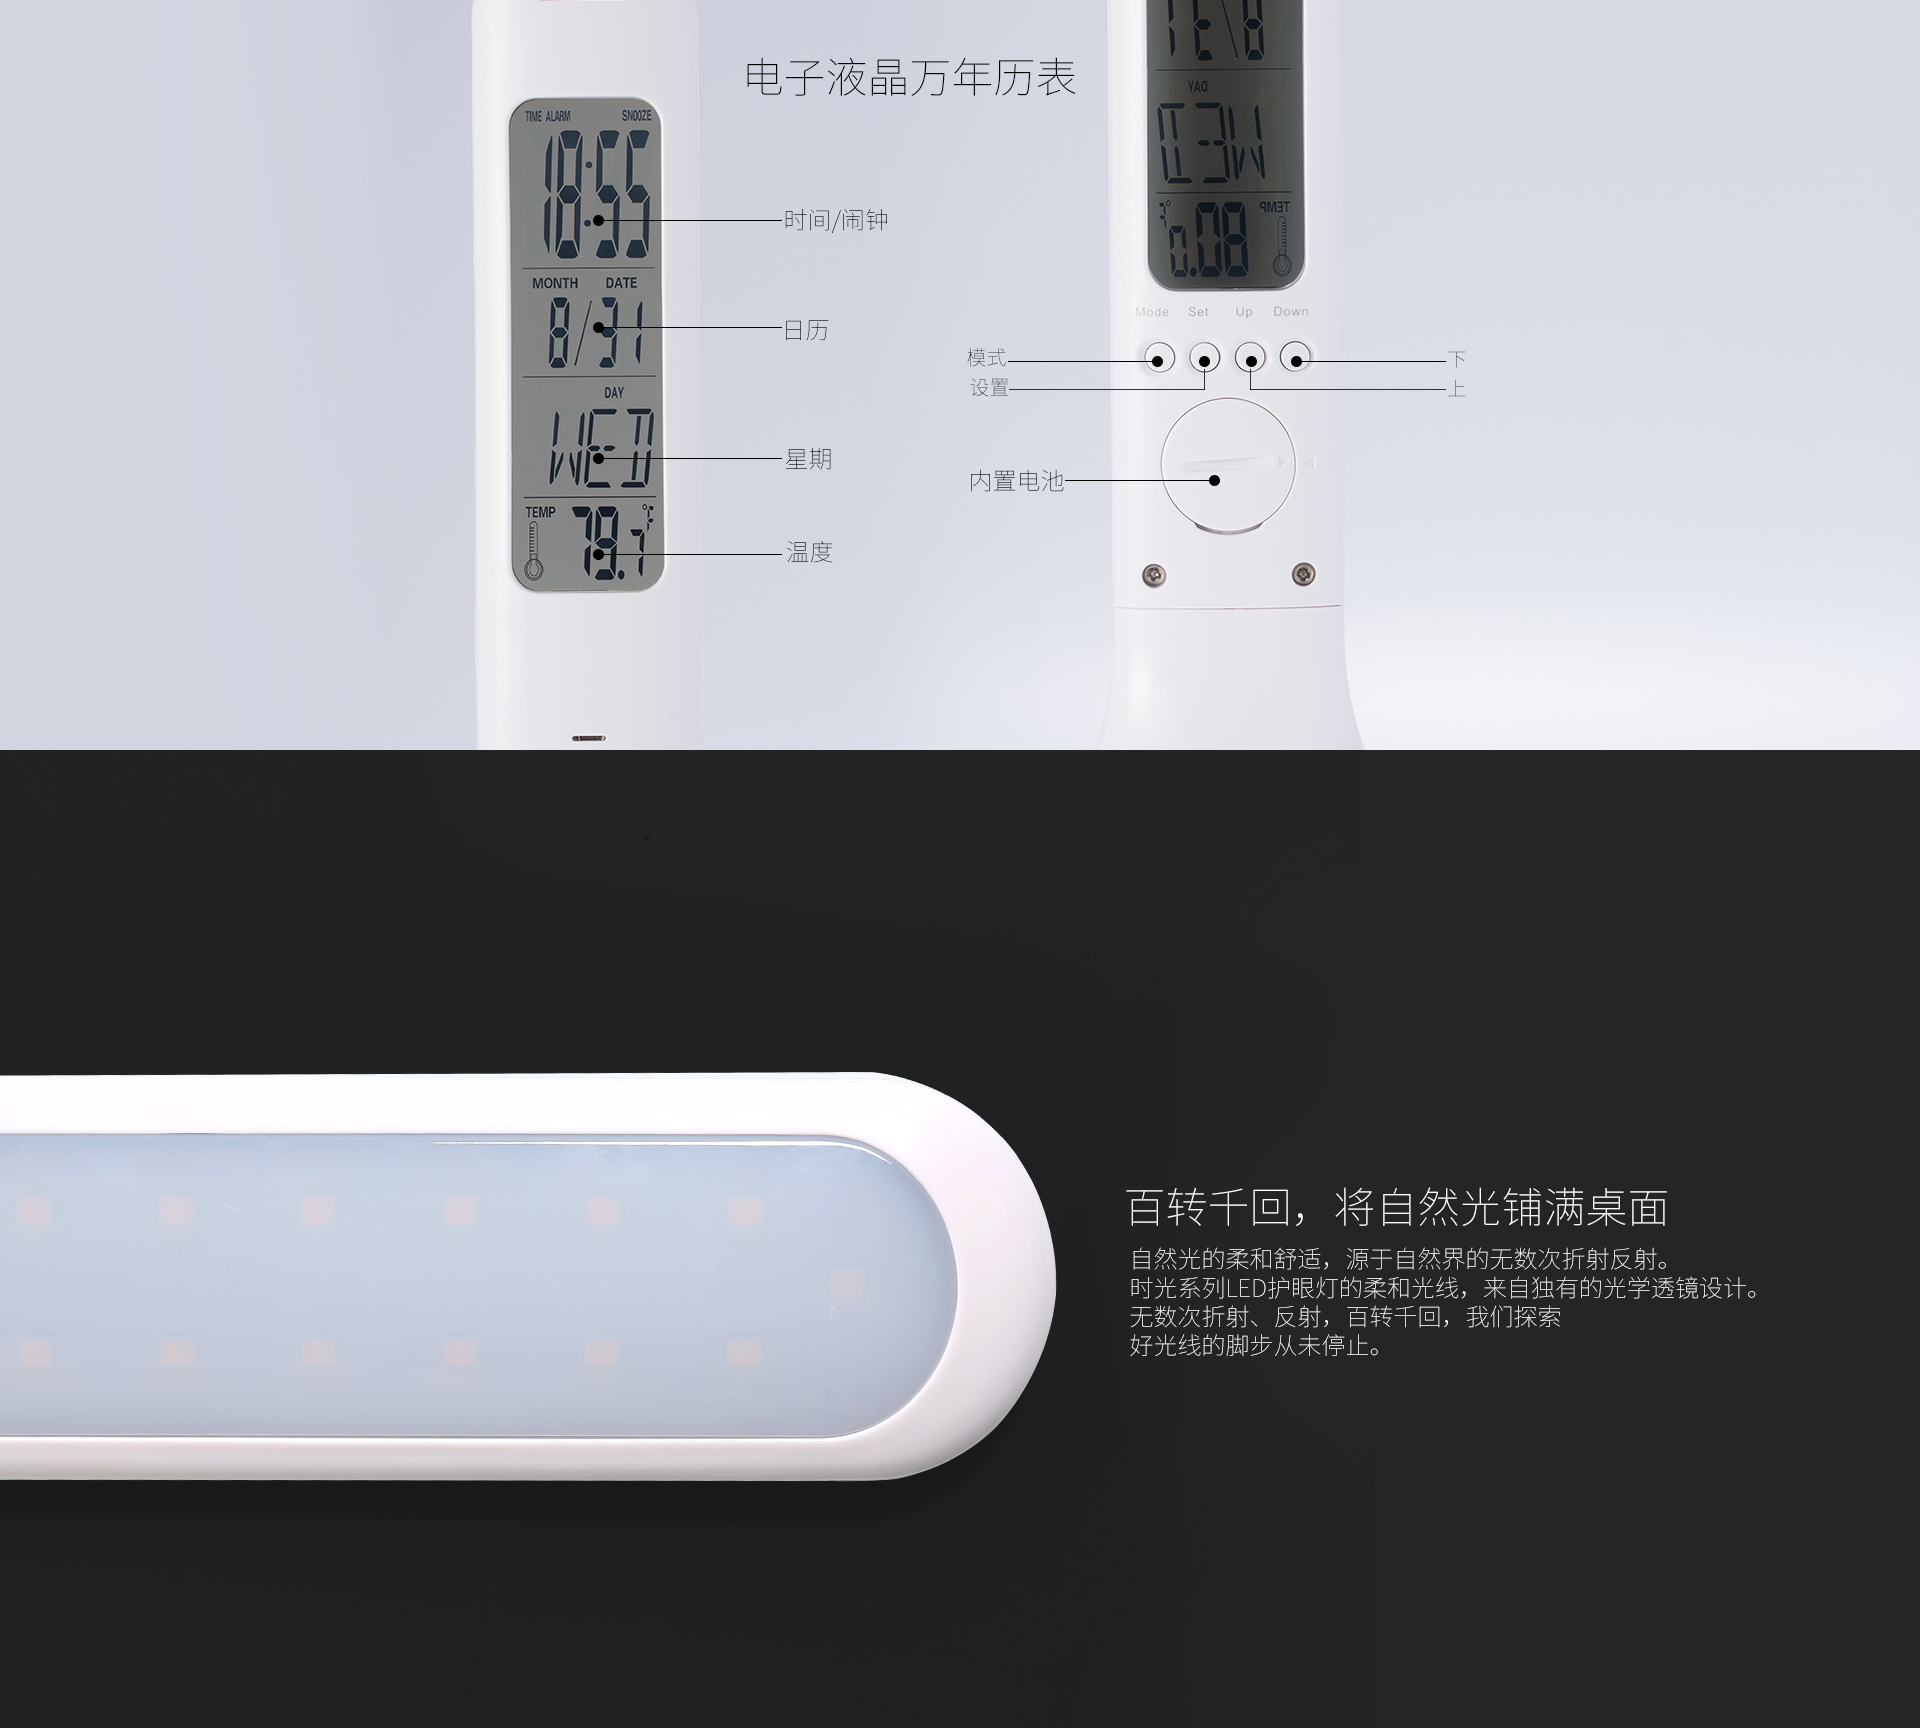 电子液晶万年历表
TIME ALARM SNOOZE
18:55
时间/闹钟
MONTH DATE
8/31
日历
DAY
WED
星期
TEMP
79.7°F
温度
8/31
DAY
WED
TEMP
80.0°F
Mode Set Up Down
模式
下
设置
上
内置电池
百转千回，将自然光铺满桌面
自然光的柔和舒适，源于自然界的无数次折射反射。
时光系列LED护眼灯的柔和光线，来自独有的光学透镜设计。
无数次折射、反射，百转千回，我们探索
好光线的脚步从未停止。